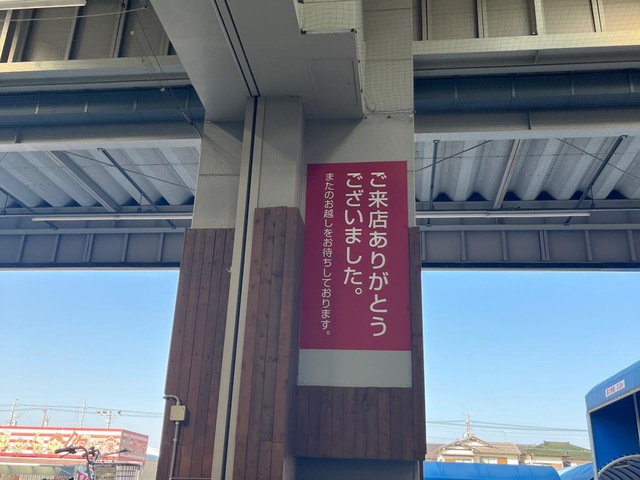 ご来店ありがとう
ございました。
またのお越しをお待ちしております。